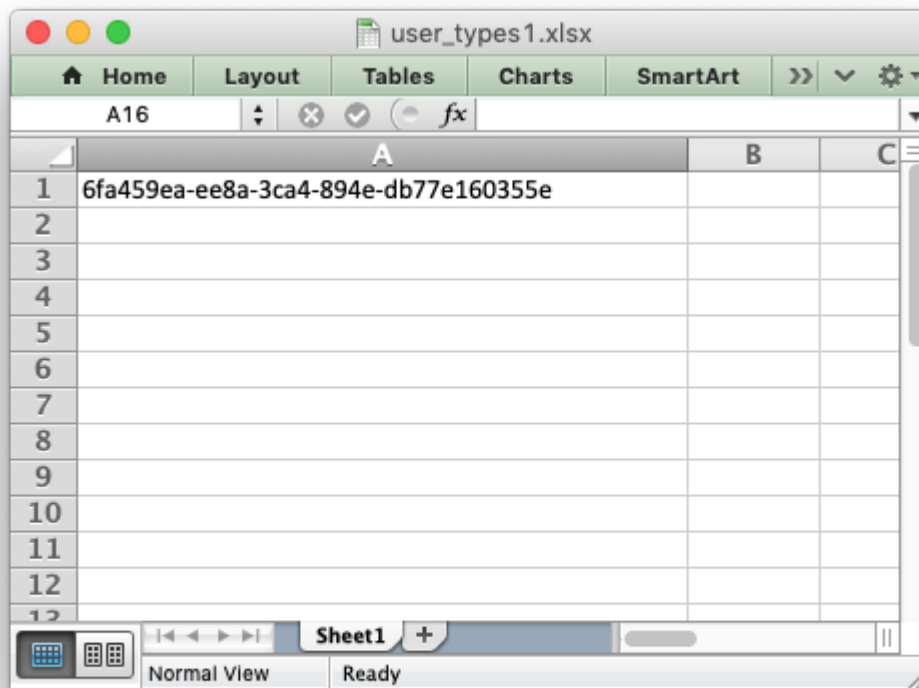 user_types1.xlsx
Home Layout Tables Charts SmartArt
A16 fx
A B C
1 6fa459ea-ee8a-3ca4-894e-db77e160355e
2
3
4
5
6
7
8
9
10
11
12
13
Sheet1 +
Normal View Ready